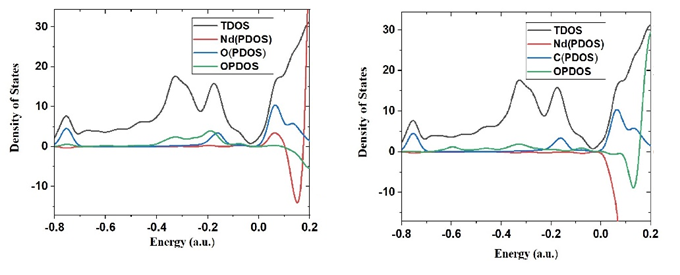 Density of States
30
20
10
0
-10
TDOS
Nd(PDOS)
O(PDOS)
OPDOS
-0.8 -0.6 -0.4 -0.2 0.0 0.2
Energy (a.u.)
Density of States
30
20
10
0
-10
TDOS
Nd(PDOS)
C(PDOS)
OPDOS
-0.8 -0.6 -0.4 -0.2 0.0 0.2
Energy (a.u.)